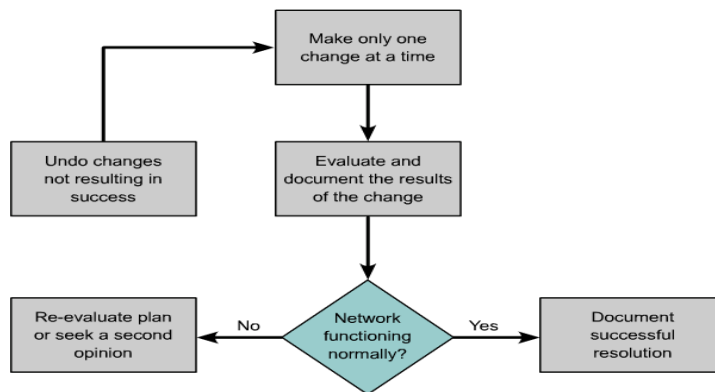 Make only one
change at a time
Undo changes
not resulting in
success
Evaluate and
document the results
of the change
Re-evaluate plan
or seek a second
opinion
No
Network
functioning
normally?
Yes
Document
successful
resolution